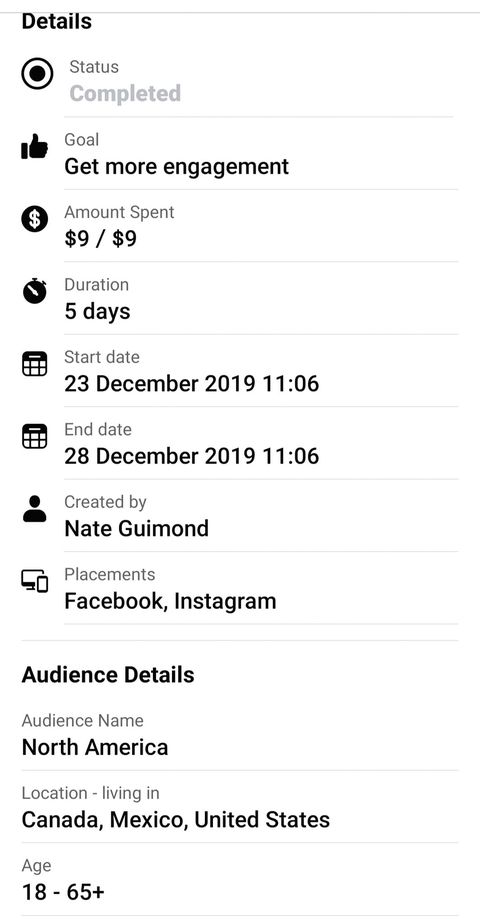 Details
Status
Completed
Goal
Get more engagement
Amount Spent
$9 / $9
Duration
5 days
Start date
23 December 2019 11:06
End date
28 December 2019 11:06
Created by
Nate Guimond
Placements
Facebook, Instagram
Audience Details
Audience Name
North America
Location - living in
Canada, Mexico, United States
Age
18 - 65+